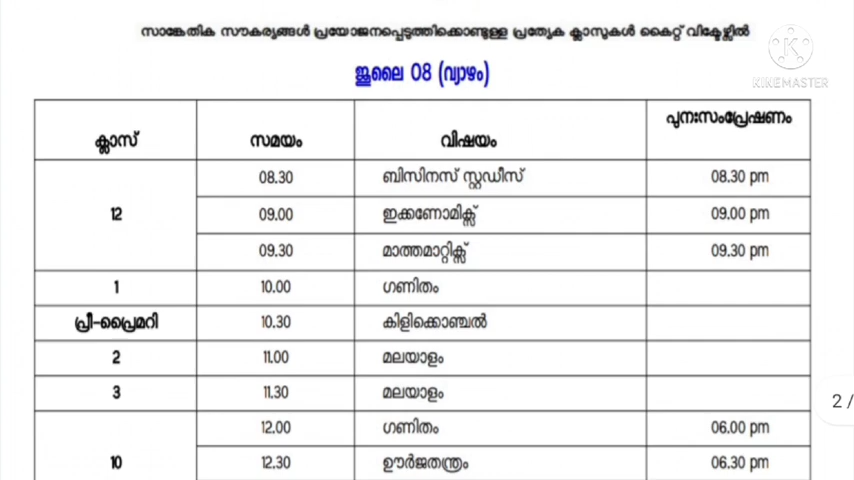 സാങ്കേതിക സൗകര്യങ്ങൾ പ്രയോജനപ്പെടുത്തിക്കൊണ്ടുള്ള പ്രത്യേക ക്ലാസുകൾ കൈറ്റ് വിക്ടേഴ്സിൽ
KINEMASTER
ജൂലൈ 08 (വ്യാഴം)
ക്ലാസ് സമയം വിഷയം പുനഃസംപ്രേഷണം
12 08.30 ബിസിനസ് സ്റ്റഡീസ് 08.30 pm
09.00 ഇക്കണോമിക്സ് 09.00 pm
09.30 മാത്തമാറ്റിക്സ് 09.30 pm
1 10.00 ഗണിതം
പ്രീ-പ്രൈമറി 10.30 കിളിക്കൊഞ്ചൽ
2 11.00 മലയാളം
3 11.30 മലയാളം
2 /
10 12.00 ഗണിതം 06.00 pm
12.30 ഊർജതന്ത്രം 06.30 pm